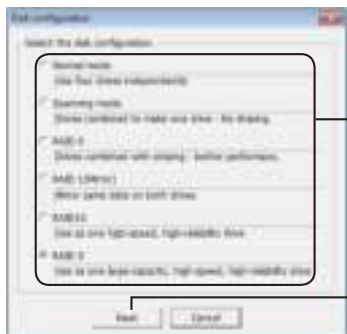 Disk configuration
Select the disk configuration.
Normal mode
Use four drives independently
Spanning mode
Drives combined to make one drive - No striping.
RAID 0
Drives combined with striping - better
RAID 1(Mirror)
Mirror same data on both drives.
RAID10
Use as one high-speed, high-reliability drive
RAID 5
Use as one large-capacity, high-speed, high-reliability drive
Next
Cancel